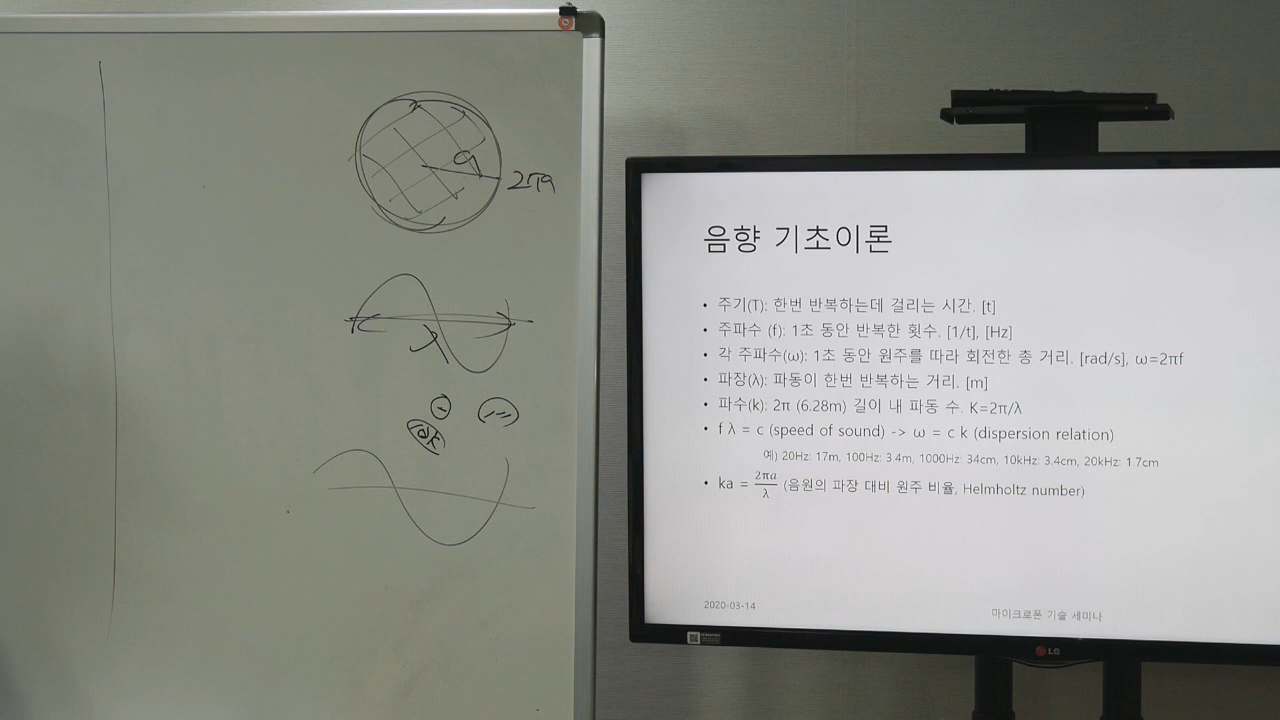 a
2πa
λ
음향 기초이론
• 주기(T): 한번 반복하는데 걸리는 시간. [t]
• 주파수 (f): 1초 동안 반복한 횟수. [1/t], [Hz]
• 각 주파수(ω): 1초 동안 원주를 따라 회전한 총 거리. [rad/s], ω=2πf
• 파장(λ): 파동이 한번 반복하는 거리. [m]
• 파수(k): 2π (6.28m) 길이 내 파동 수. K=2π/λ
• f λ = c (speed of sound) -> ω = c k (dispersion relation)
예) 20Hz: 17m, 100Hz: 3.4m, 1000Hz: 34cm, 10kHz: 3.4cm, 20kHz: 1.7cm
• ka = 2πa/λ (음원의 파장 대비 원주 비율, Helmholtz number)
2020-03-14
마이크로폰 기술 세미나
LG